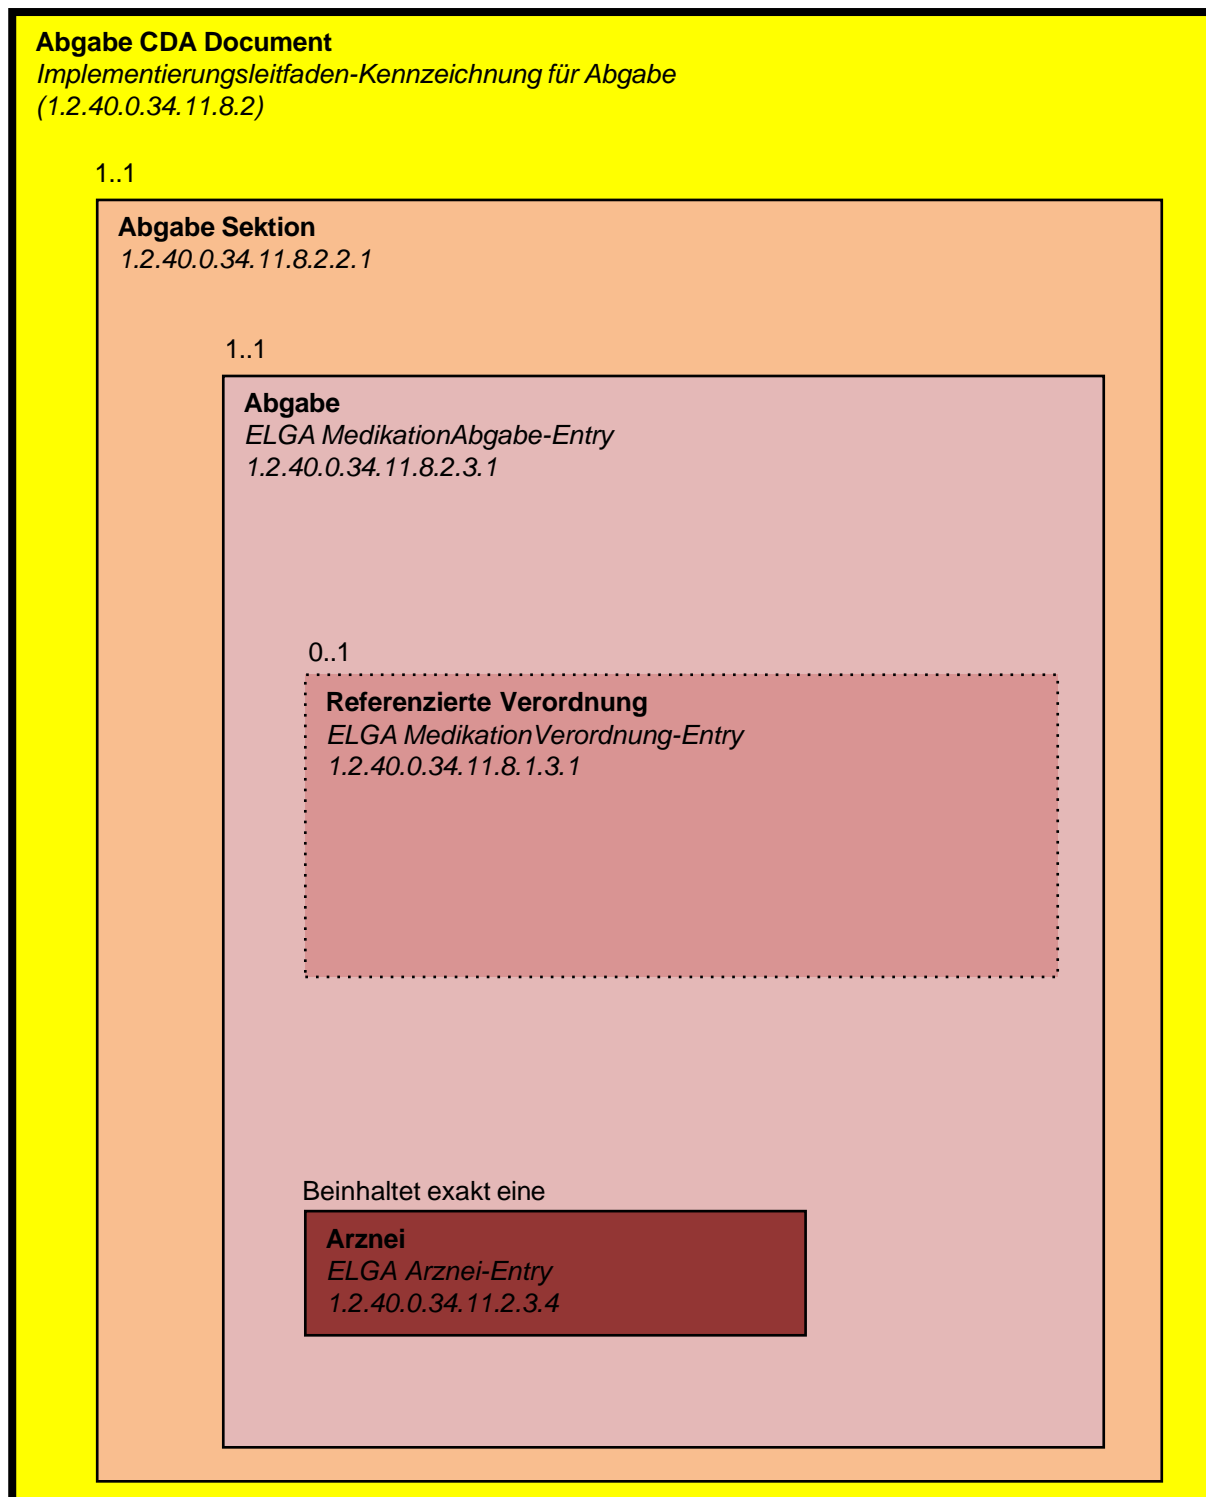 Abgabe CDA Document
Implementierungsleitfaden-Kennzeichnung für Abgabe
(1.2.40.0.34.11.8.2)
1..1
Abgabe Sektion
1.2.40.0.34.11.8.2.2.1
1..1
Abgabe
ELGA MedikationAbgabe-Entry
1.2.40.0.34.11.8.2.3.1
0..1
Referenzierte Verordnung
ELGA MedikationVerordnung-Entry
1.2.40.0.34.11.8.1.3.1
Beinhaltet exakt eine
Arznei
ELGA Arznei-Entry
1.2.40.0.34.11.2.3.4